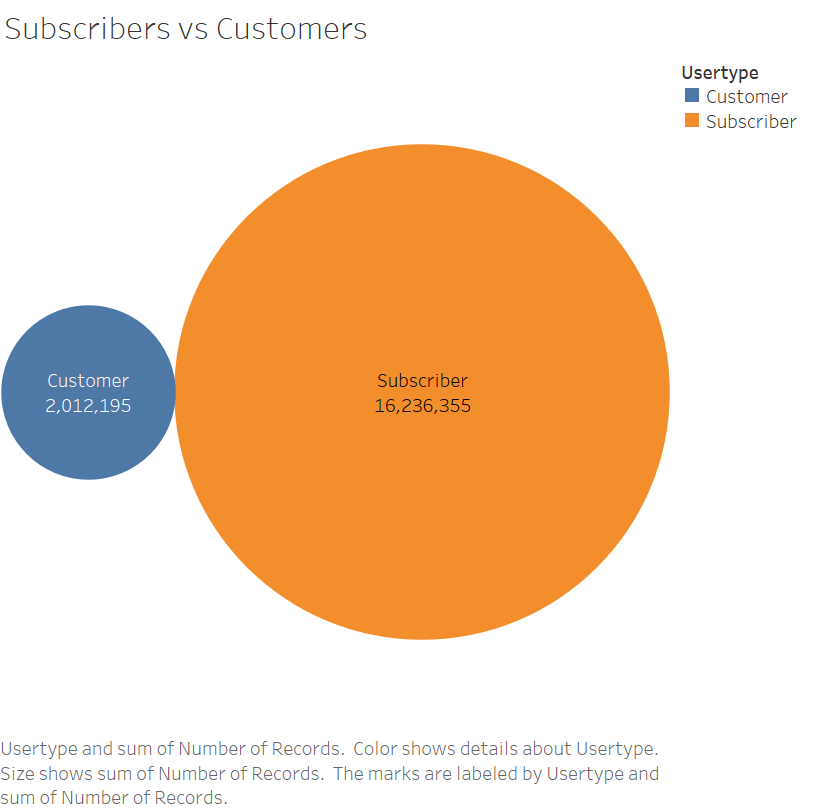 Subscribers vs Customers
Usertype
Customer
Subscriber
Customer
2,012,195
Subscriber
16,236,355
Usertype and sum of Number of Records.  Color shows details about Usertype.
Size shows sum of Number of Records.  The marks are labeled by Usertype and
sum of Number of Records.